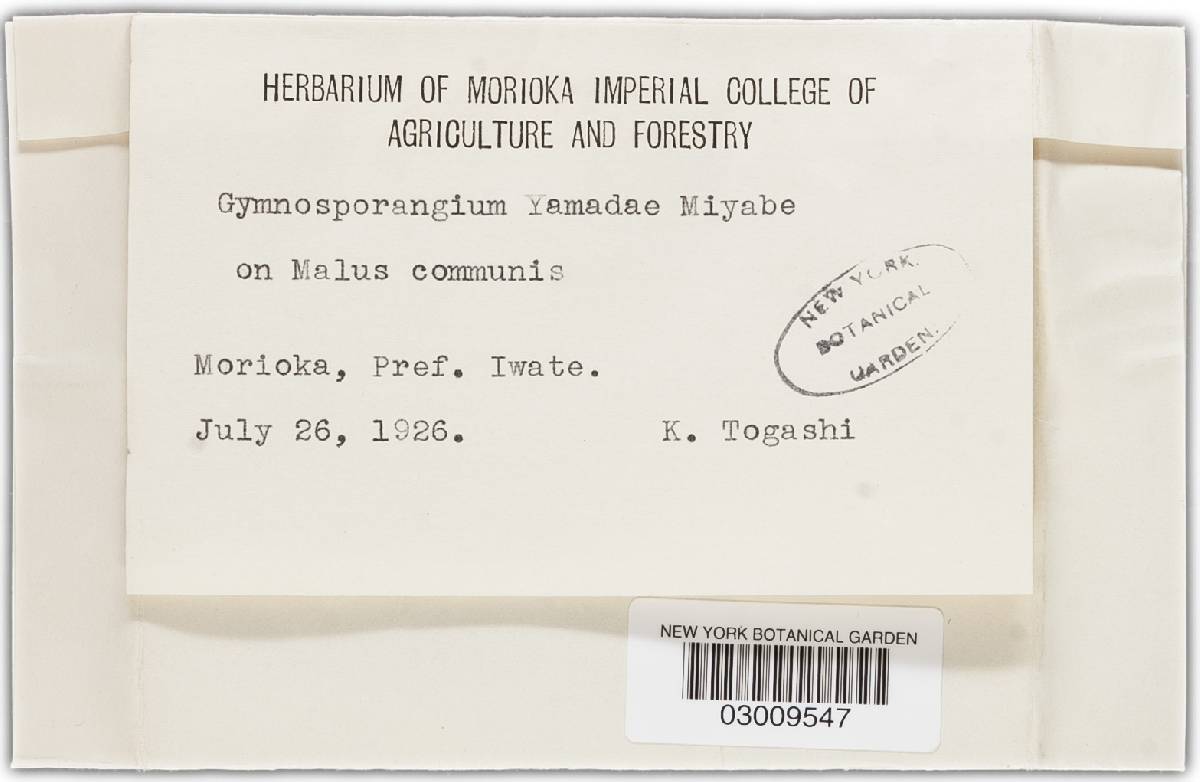 HERBARIUM OF MORIOKA IMPERIAL COLLEGE OF
AGRICULTURE AND FORESTRY
Gymnosporangium Yamadae Miyabe
on Malus communis
Morioka, Pref. Iwate.
July 26, 1926. K. Togashi
NEW YORK
BOTANICAL
GARDEN.
NEW YORK BOTANICAL GARDEN
03009547